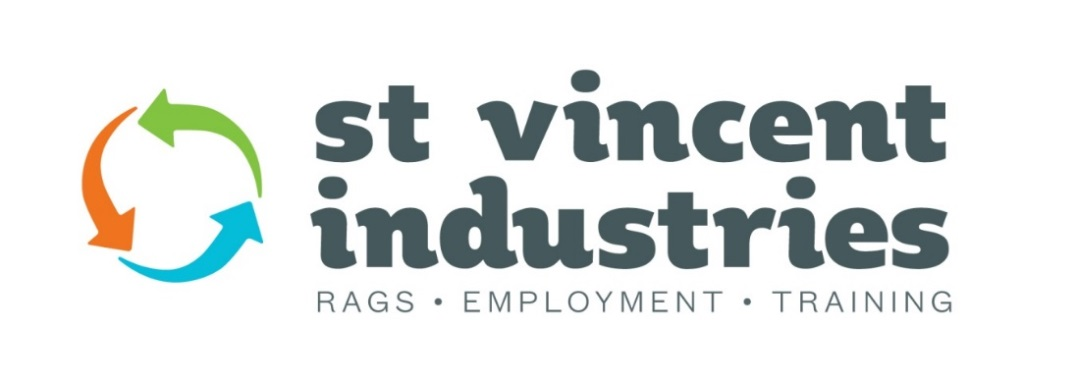 st vincent
industries
RAGS • EMPLOYMENT • TRAINING